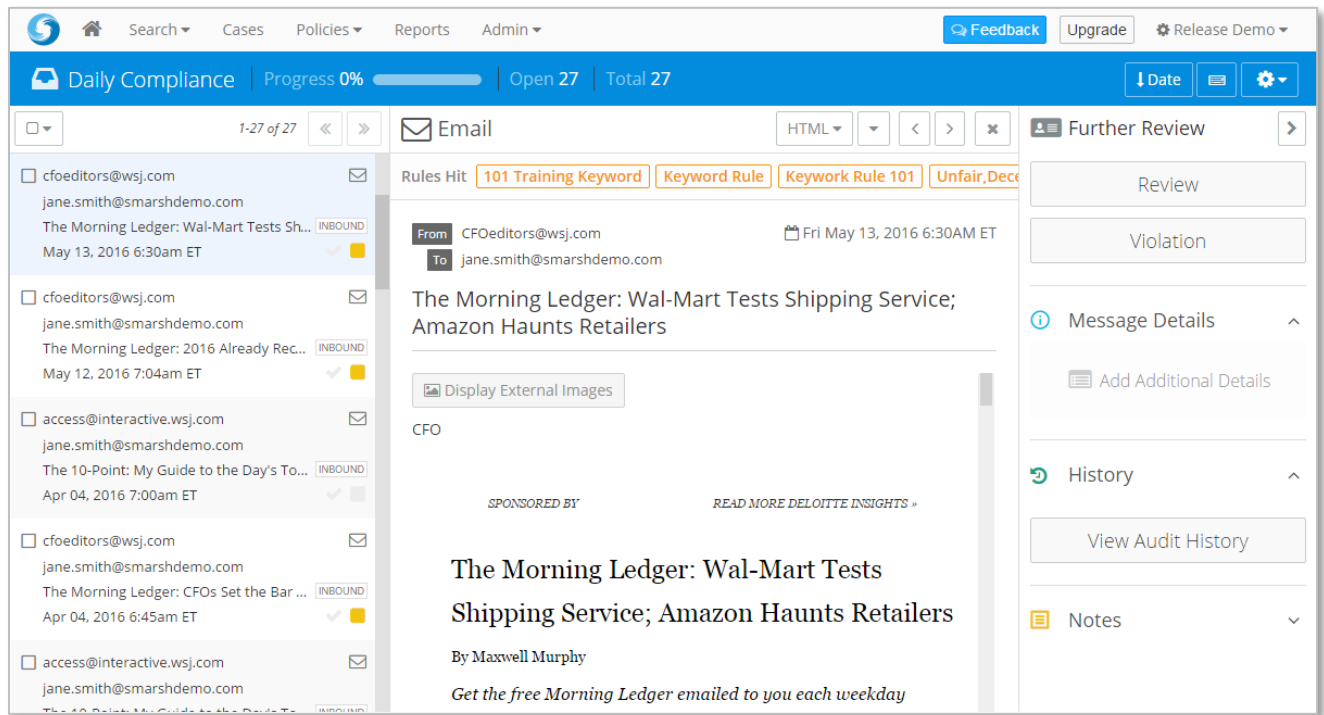 Search Cases Policies Reports Admin Feedback Upgrade Release Demo
Daily Compliance Progress 0% Open 27 Total 27 Date
1-27 of 27
cfoeditors@wsj.com
jane.smith@smarshdemo.com
The Morning Ledger: Wal-Mart Tests Sh... INBOUND
May 13, 2016 6:30am ET
cfoeditors@wsj.com
jane.smith@smarshdemo.com
The Morning Ledger: 2016 Already Rec... INBOUND
May 12, 2016 7:04am ET
access@interactive.wsj.com
jane.smith@smarshdemo.com
The 10-Point: My Guide to the Day's To... INBOUND
Apr 04, 2016 7:00am ET
cfoeditors@wsj.com
jane.smith@smarshdemo.com
The Morning Ledger: CFOs Set the Bar ... INBOUND
Apr 04, 2016 6:45am ET
access@interactive.wsj.com
jane.smith@smarshdemo.com
The 10-Point: My Guide to the Day's To... INBOUND
Email HTML
Rules Hit 101 Training Keyword Keyword Rule Keywork Rule 101 Unfair,Dece
From CFOeditors@wsj.com Fri May 13, 2016 6:30AM ET
To jane.smith@smarshdemo.com
The Morning Ledger: Wal-Mart Tests Shipping Service;
Amazon Haunts Retailers
Display External Images
CFO
SPONSORED BY READ MORE DELOITTE INSIGHTS »
The Morning Ledger: Wal-Mart Tests
Shipping Service; Amazon Haunts Retailers
By Maxwell Murphy
Get the free Morning Ledger emailed to you each weekday
Further Review
Review
Violation
Message Details
Add Additional Details
History
View Audit History
Notes